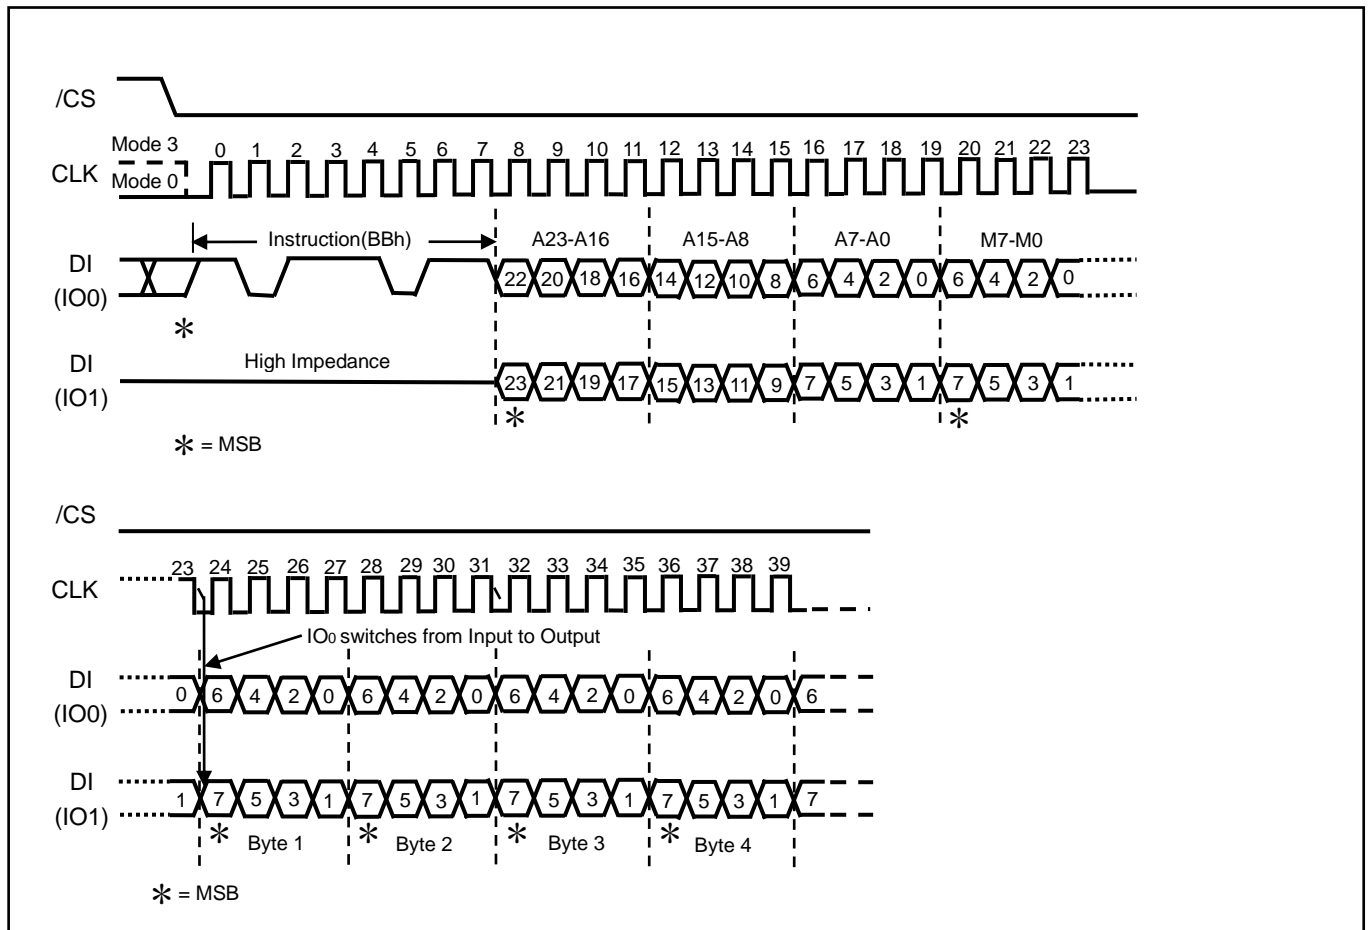 /CS
Mode 3
0 1 2 3 4 5 6 7 8 9 10 11 12 13 14 15 16 17 18 19 20 21 22 23
CLK
Mode 0
Instruction(BBh) A23-A16 A15-A8 A7-A0 M7-M0
DI
(IO0)
22 20 18 16 14 12 10 8 6 4 2 0 6 4 2 0
*
DI
(IO1)
High Impedance
23 21 19 17 15 13 11 9 7 5 3 1 7 5 3 1
* *
* = MSB
/CS
23 24 25 26 27 28 29 30 31 32 33 34 35 36 37 38 39
CLK
IO0 switches from Input to Output
DI
(IO0)
0 6 4 2 0 6 4 2 0 6 4 2 0 6 4 2 0 6
DI
(IO1)
1 7 5 3 1 7 5 3 1 7 5 3 1 7 5 3 1 7
* Byte 1 * Byte 2 * Byte 3 * Byte 4
* = MSB